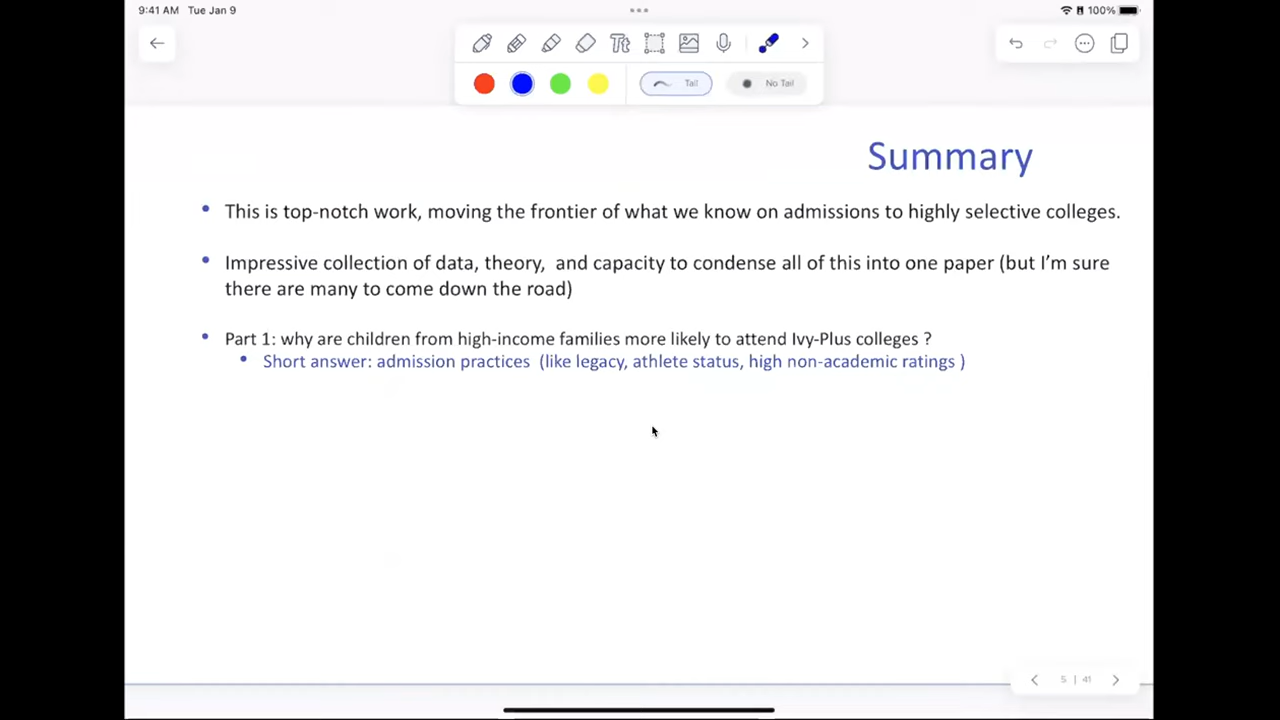 9:41 AM Tue Jan 9
100%
Tt
Tail
No Tail
Summary
• This is top-notch work, moving the frontier of what we know on admissions to highly selective colleges.
• Impressive collection of data, theory, and capacity to condense all of this into one paper (but I'm sure
there are many to come down the road)
• Part 1: why are children from high-income families more likely to attend Ivy-Plus colleges ?
• Short answer: admission practices (like legacy, athlete status, high non-academic ratings )
5 | 41